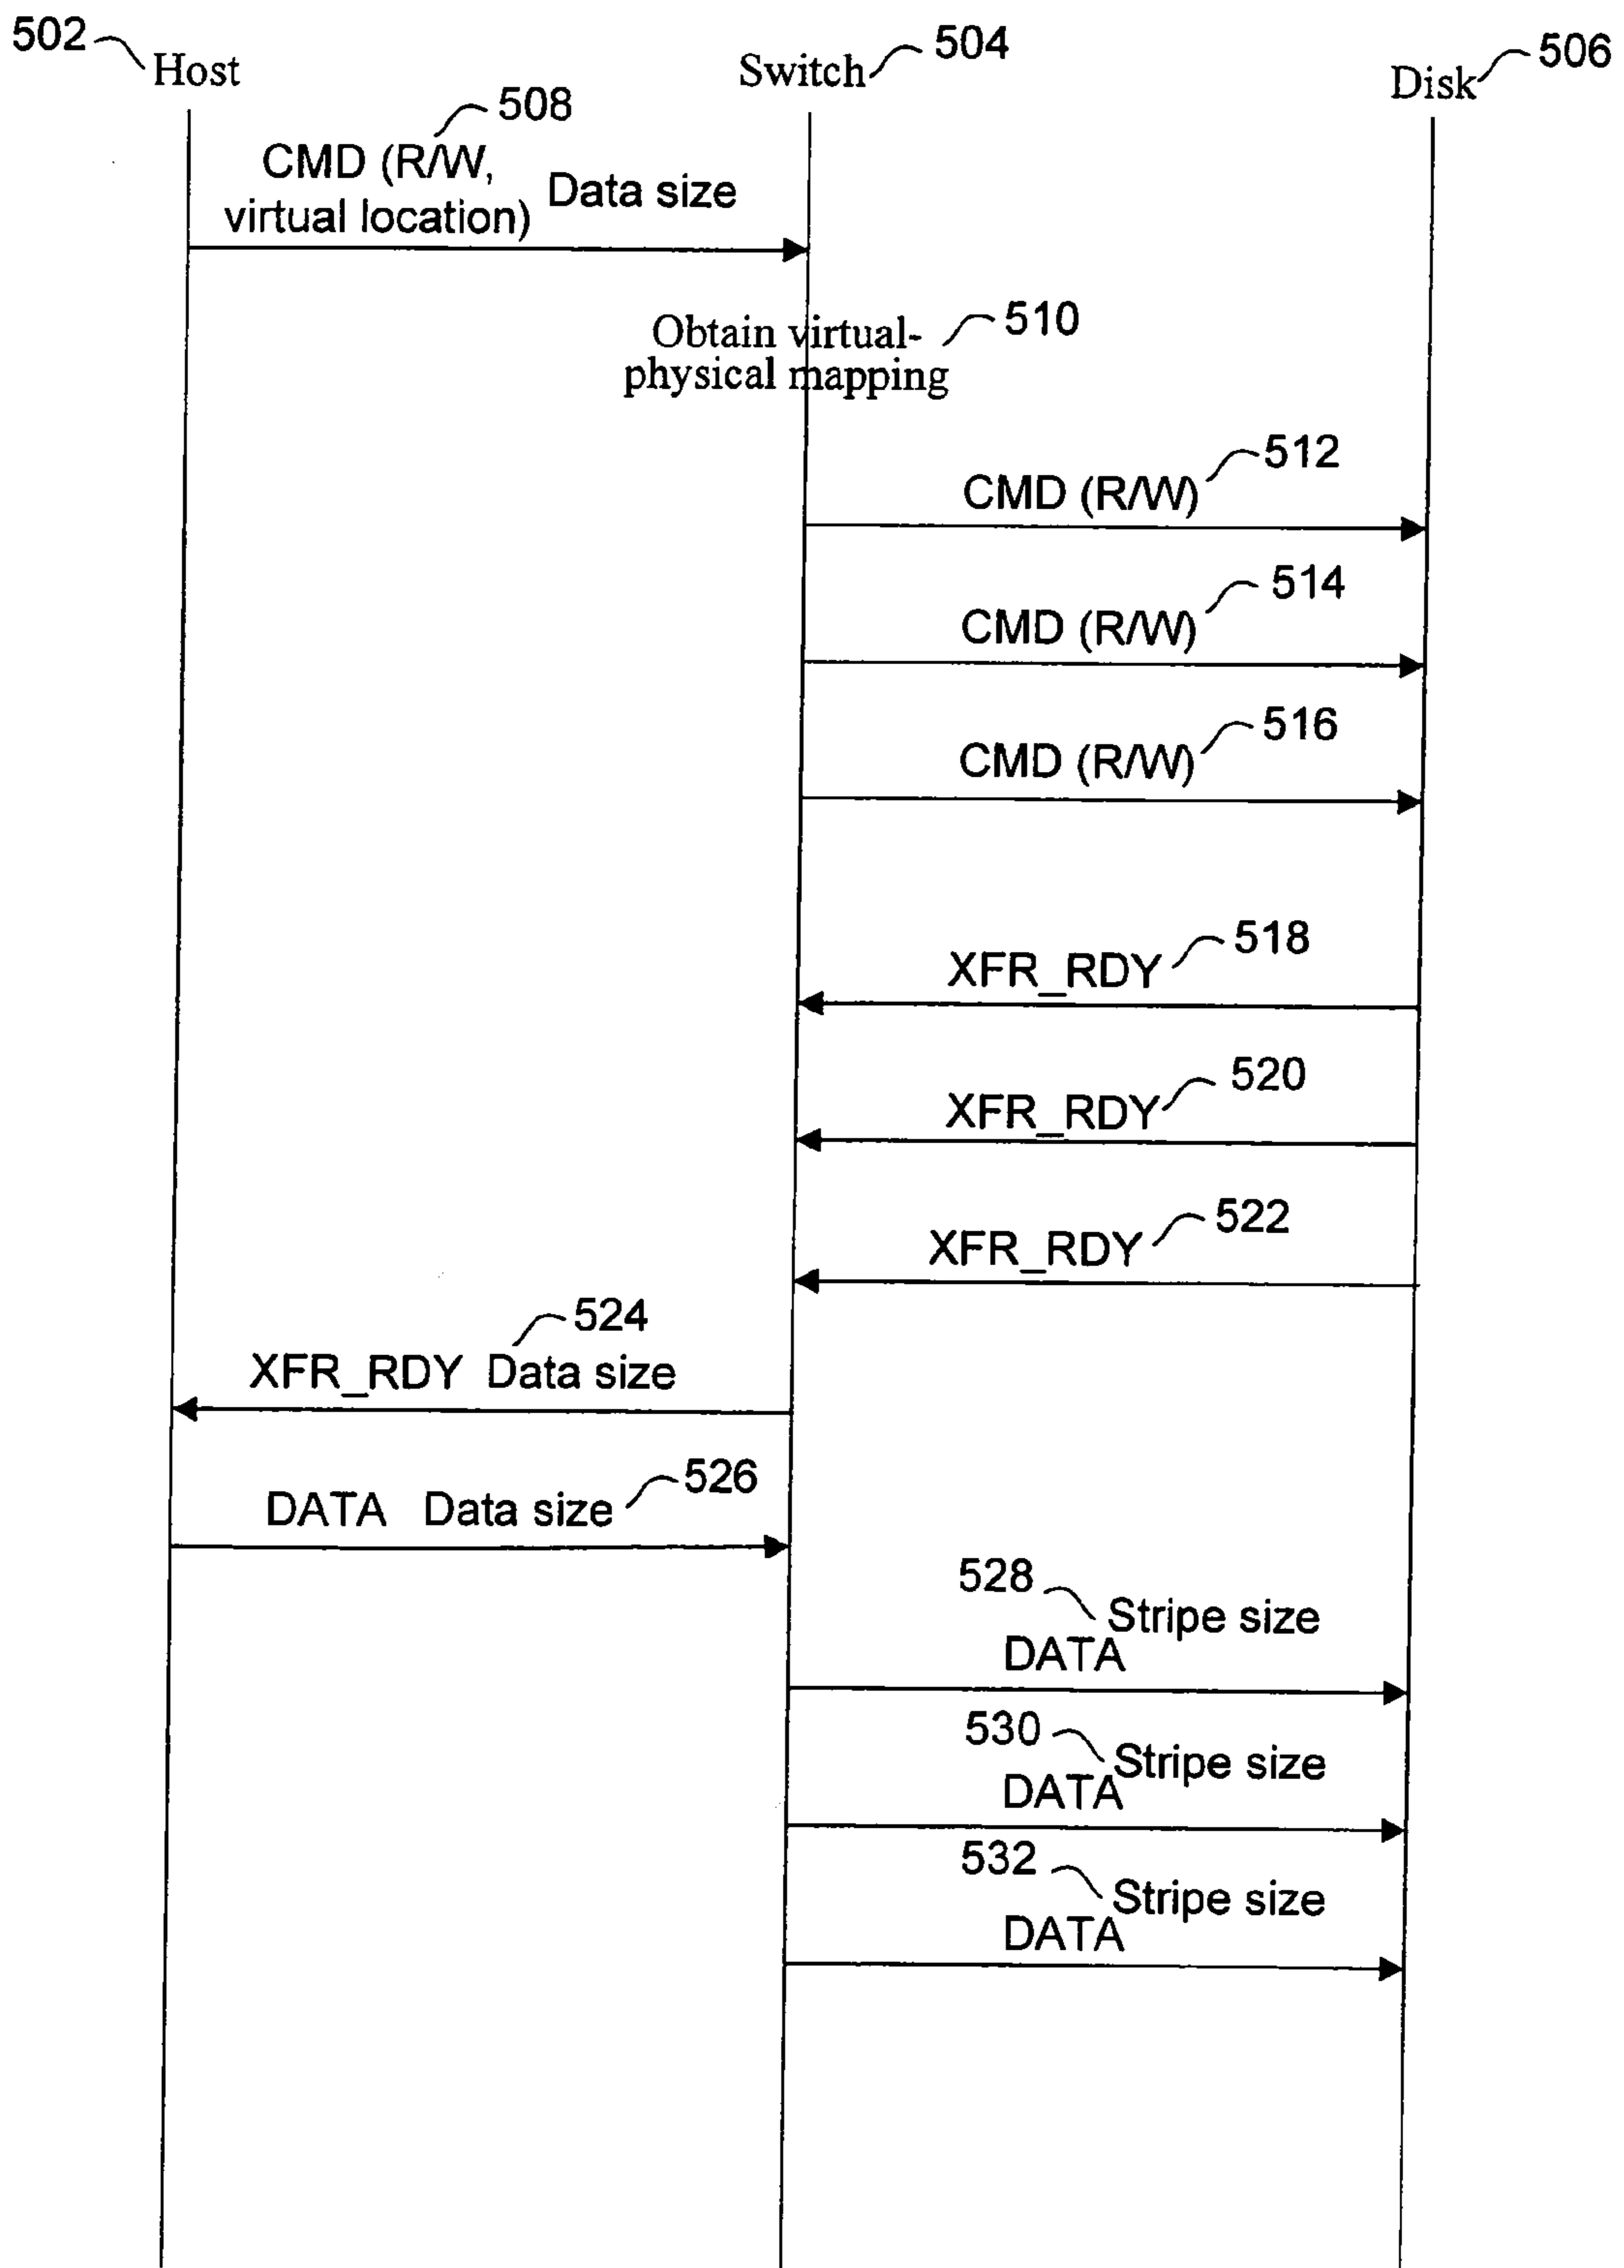 502 Host
Switch 504
Disk 506
508
CMD (R/W,
virtual location) Data size
Obtain virtual-
physical mapping
510
512
CMD (R/W)
514
CMD (R/W)
516
CMD (R/W)
518
XFR_RDY
520
XFR_RDY
522
XFR_RDY
524
XFR_RDY Data size
526
DATA Data size
528
Stripe size
DATA
530
Stripe size
DATA
532
Stripe size
DATA